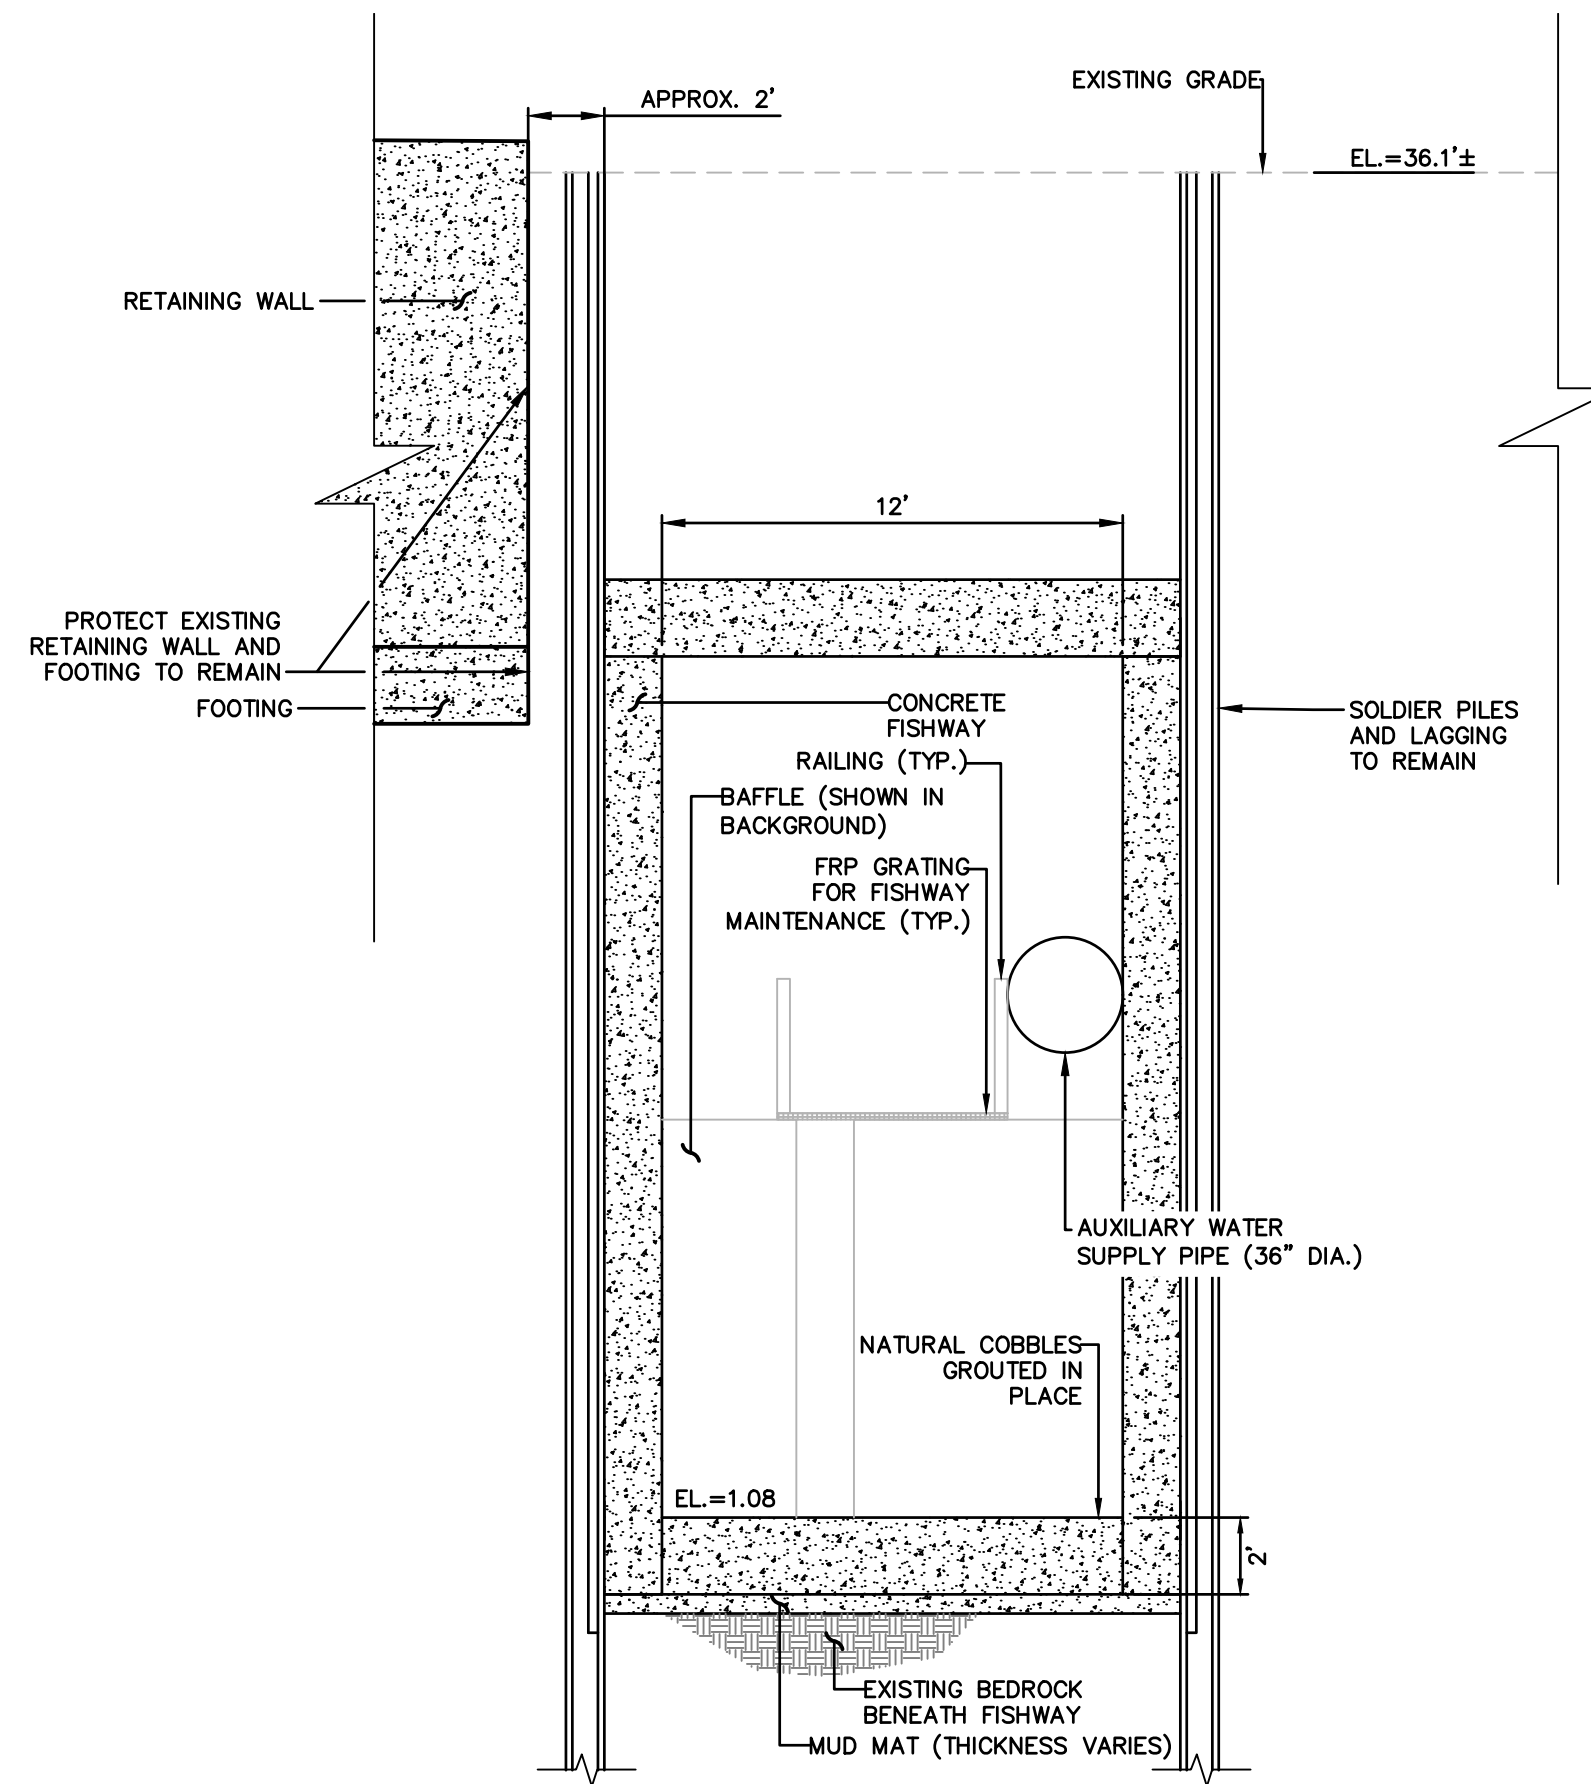 EXISTING GRADE
APPROX. 2'
EL.=36.1'±
RETAINING WALL
12'
PROTECT EXISTING
RETAINING WALL AND
FOOTING TO REMAIN
FOOTING
CONCRETE
FISHWAY
SOLDIER PILES
AND LAGGING
TO REMAIN
RAILING (TYP.)
BAFFLE (SHOWN IN
BACKGROUND)
FRP GRATING
FOR FISHWAY
MAINTENANCE (TYP.)
AUXILIARY WATER
SUPPLY PIPE (36" DIA.)
NATURAL COBBLES
GROUTED IN
PLACE
EL.=1.08
2'
EXISTING BEDROCK
BENEATH FISHWAY
MUD MAT (THICKNESS VARIES)